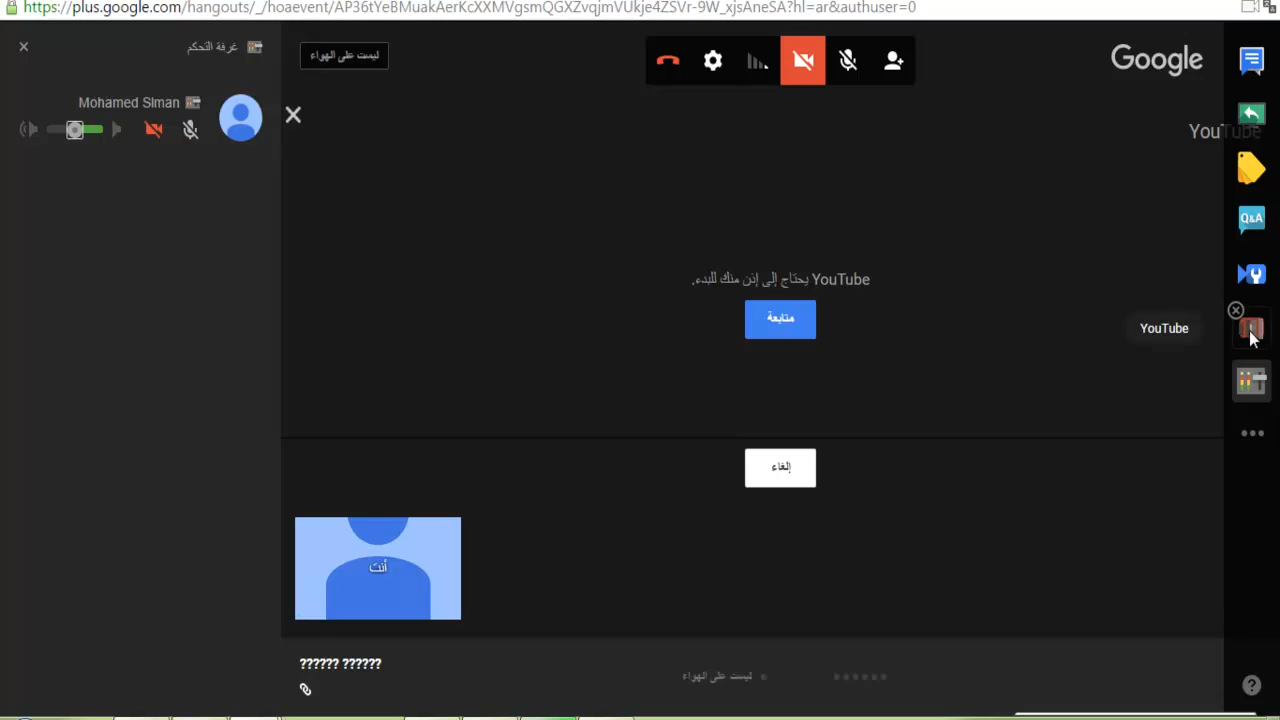 https://plus.google.com/hangouts/_/hoaevent/AP36tYeBMuakAerKcXXMVgsmQGXZvqjmVUkje4ZSVr-9W_xjsAneSA?hl=ar&authuser=0
غرفة التحكم
ليست على الهواء
Google
Mohamed Slman
YouTube
Q&A
YouTube يحتاج إلى إذن منك للبدء.
متابعة
YouTube
إلغاء
أنت
?????? ??????
ليست على الهواء